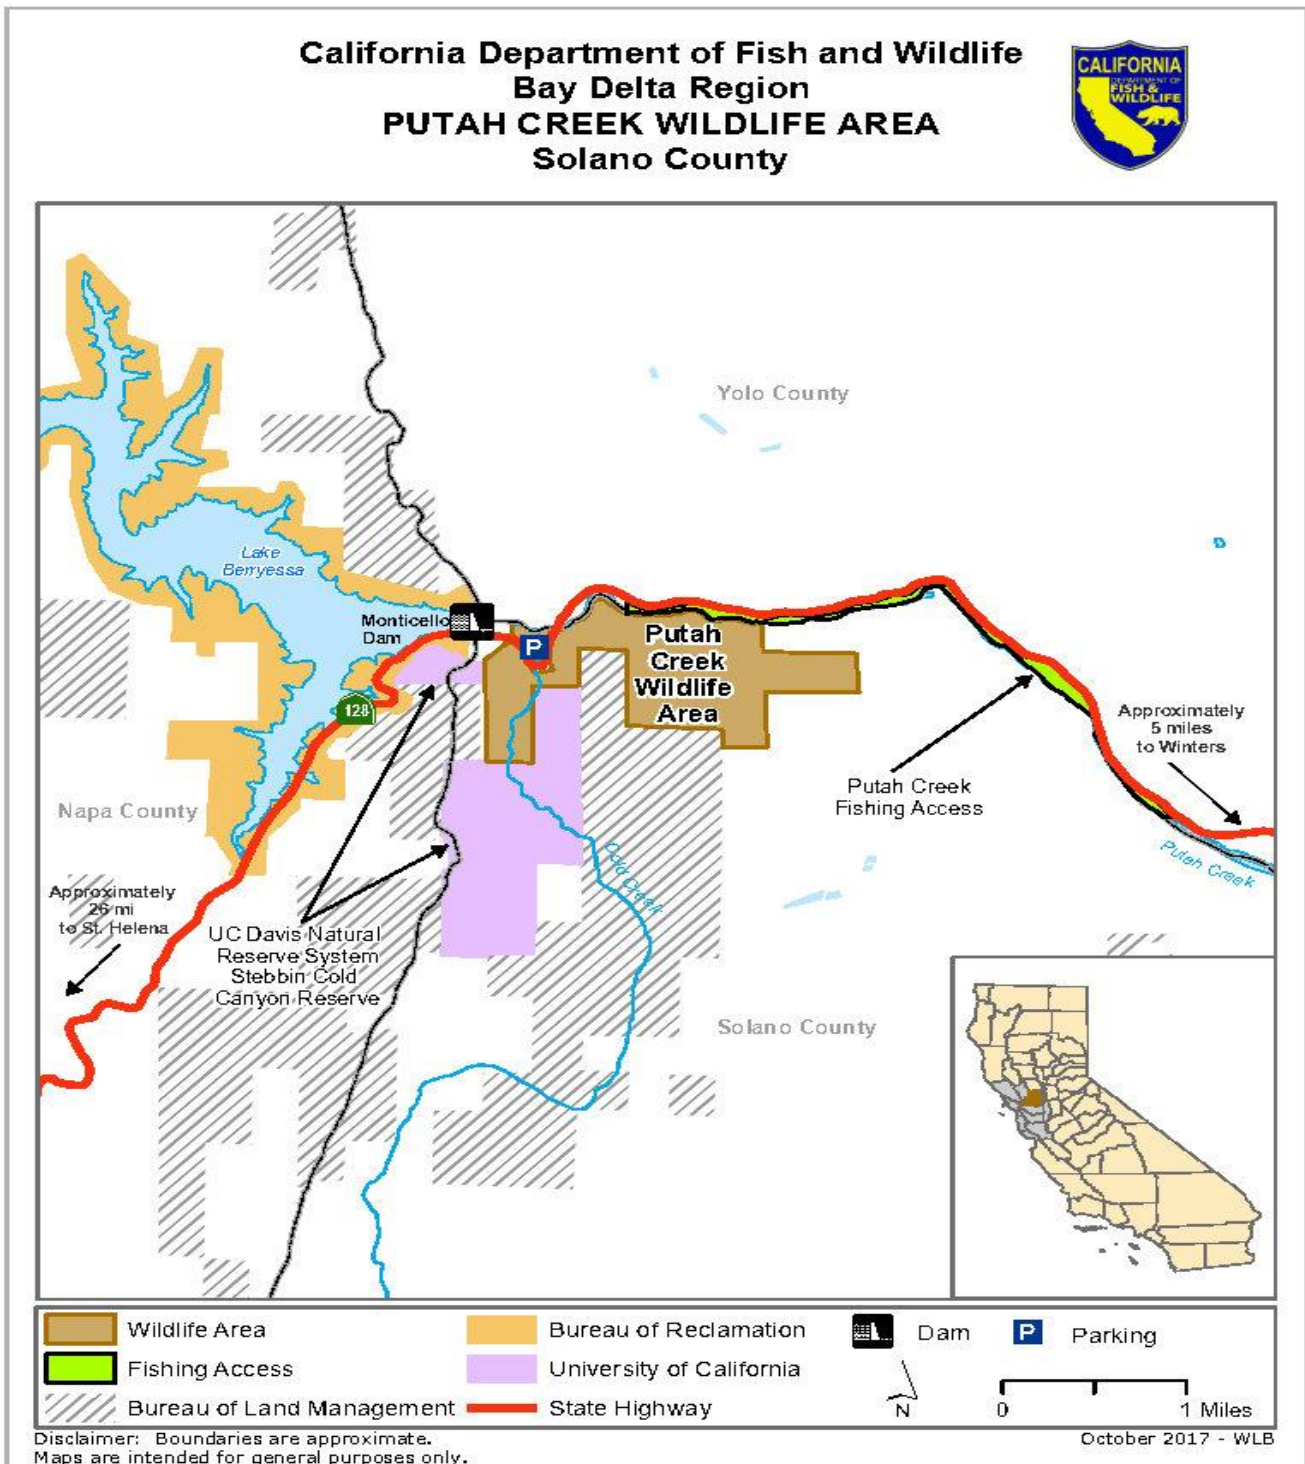 California Department of Fish and Wildlife
Bay Delta Region
PUTAH CREEK WILDLIFE AREA
Solano County
CALIFORNIA
DEPARTMENT OF
FISH &
WILDLIFE
Yolo County
Lake
Berryessa
Monticello
Dam
P
Putah
Creek
Wildlife
Area
128
Approximately
5 miles
to Winters
Putah Creek
Fishing Access
Napa County
Cold Creek
Putah Creek
Approximately
26 mi
to St. Helena
UC Davis Natural
Reserve System
Stebbin Cold
Canyon Reserve
Solano County
Wildlife Area
Bureau of Reclamation
Dam
P
Parking
Fishing Access
University of California
Bureau of Land Management
State Highway
N
0
1 Miles
Disclaimer: Boundaries are approximate.
Maps are intended for general purposes only.
October 2017 - WLB